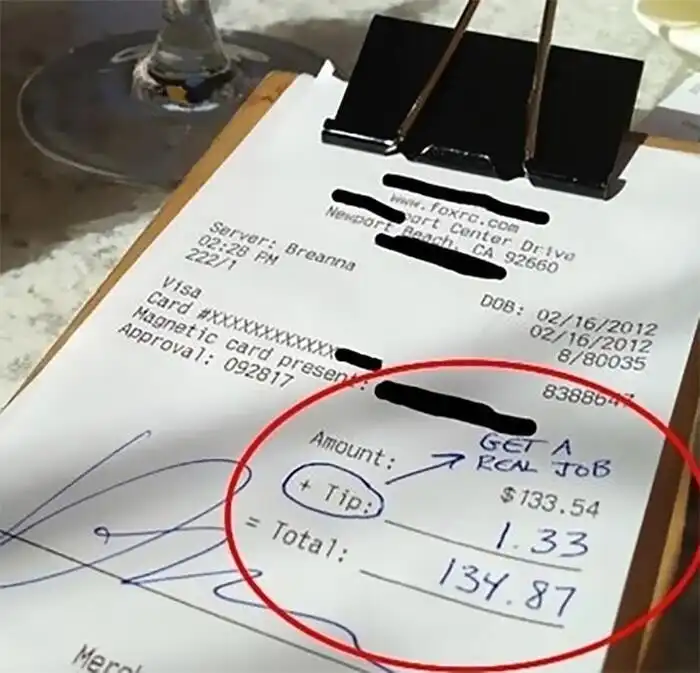 www.foxrc.com
port Center Drive
Newport Beach, CA 92660
Server: Breanna
02:28 PM
222/1
DOB: 02/16/2012
02/16/2012
8/80035
Visa
Card #XXXXXXXXXXXX
Magnetic card present:
Approval: 092817
8388647
GET A
REAL JOB
Amount:
$133.54
+ Tip:
1.33
= Total:
134.87